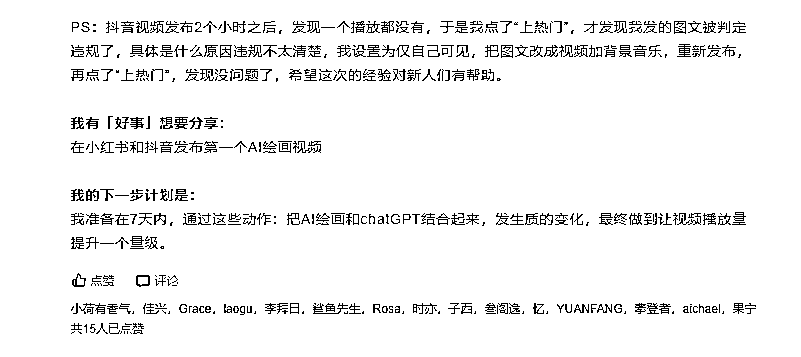 PS：抖音视频发布2个小时之后，发现一个播放都没有，于是我点了“上热门”，才发现我发的图文被判定
违规了，具体是什么原因违规不太清楚，我设置为仅自己可见，把图文改成视频加背景音乐，重新发布，
再点了“上热门”，发现没问题了，希望这次的经验对新人们有帮助。
我有「好事」想要分享：
在小红书和抖音发布第一个AI绘画视频
我的下一步计划是：
我准备在7天内，通过这些动作：把AI绘画和chatGPT结合起来，发生质的变化，最终做到让视频播放量
提升一个量级。
点赞 评论
小荷有香气，佳兴，Grace，taogu，李拜日，鲨鱼先生，Rosa，时亦，子西，叁阅逸，忆，YUANFANG，攀登者，aichael，果宁
共15人已点赞